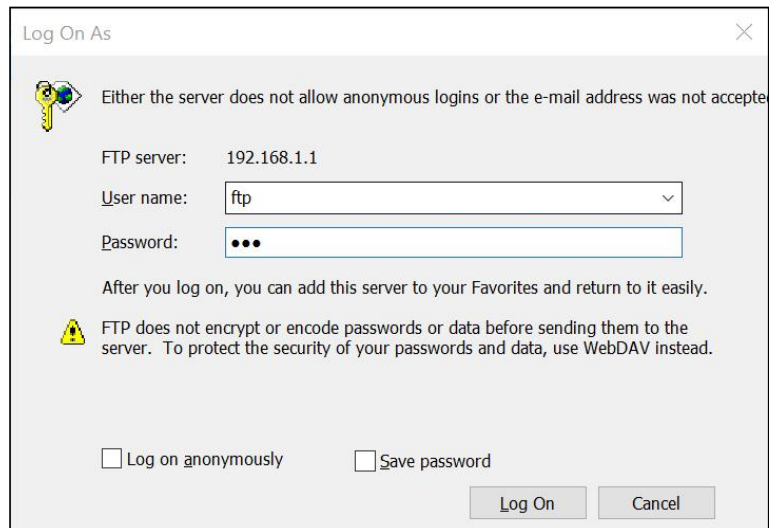 Log On As
Either the server does not allow anonymous logins or the e-mail address was not accepted
FTP server: 192.168.1.1
User name: ftp
Password: •••
After you log on, you can add this server to your Favorites and return to it easily.
FTP does not encrypt or encode passwords or data before sending them to the
server. To protect the security of your passwords and data, use WebDAV instead.
Log on anonymously Save password
Log On Cancel